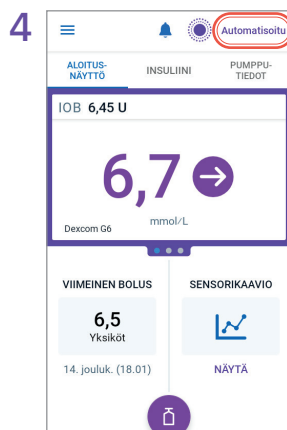 4
Automatisoitu
ALOITUS-
NÄYTTÖ
INSULIINI
PUMPPU-
TIEDOT
IOB 6,45 U
6,7
mmol/L
Dexcom G6
VIIMEINEN BOLUS
SENSORIKAAVIO
6,5
Yksiköt
14. jouluk. (18.01)
NÄYTÄ